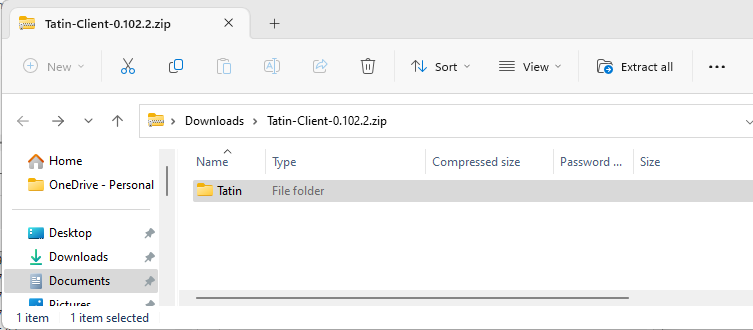 Tatin-Client-0.102.2.zip
New
Sort
View
Extract all
Downloads
Tatin-Client-0.102.2.zip
Name
Type
Compressed size
Password ...
Size
Home
OneDrive - Personal
Desktop
Downloads
Documents
Pictures
Tatin
File folder
1 item
1 item selected